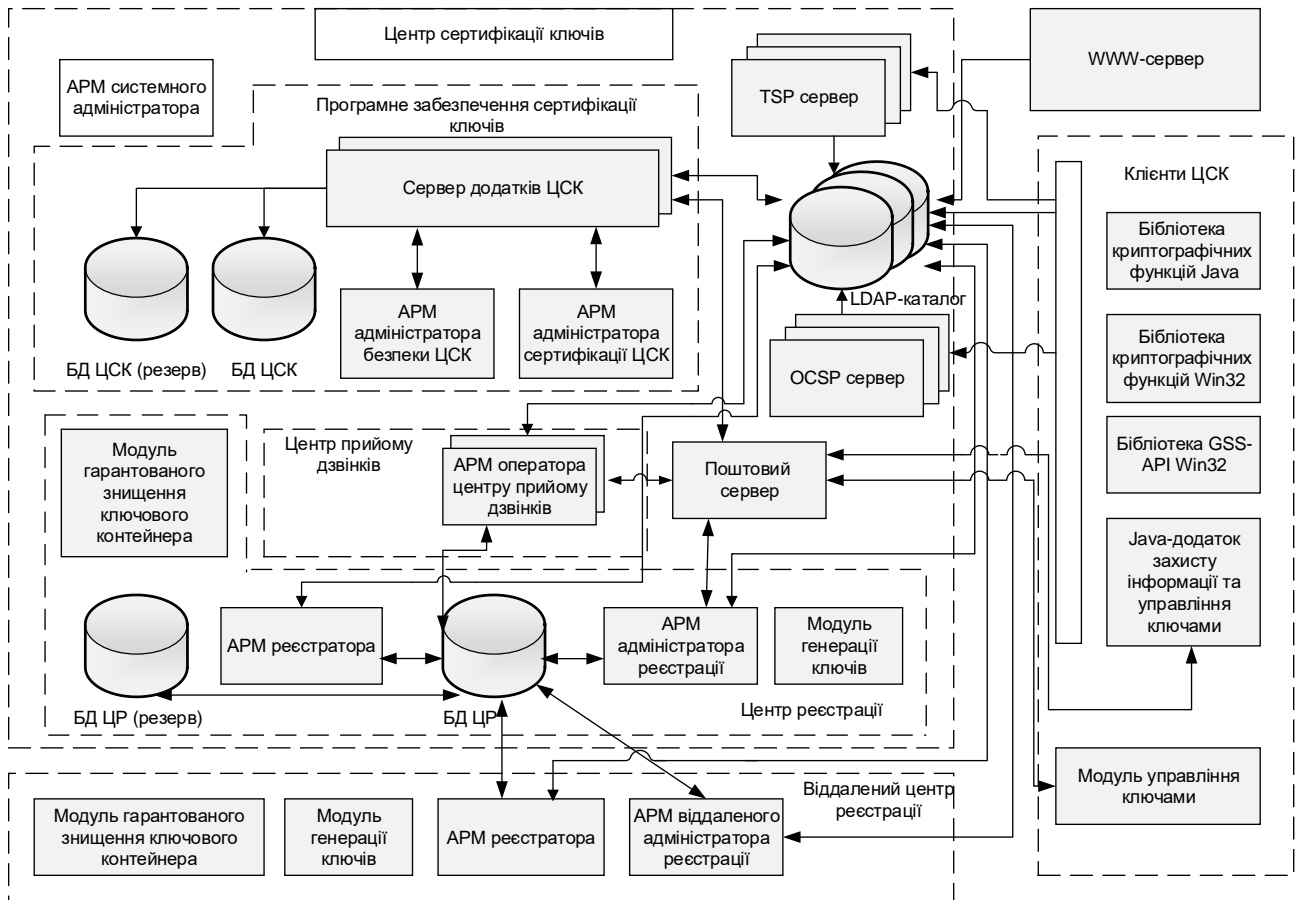 Центр сертифікації ключів
WWW-сервер
АРМ системного
адміністратора
TSP сервер
Програмне забезпечення сертифікації
ключів
Сервер додатків ЦСК
Клієнти ЦСК
Бібліотека
криптографічних
функцій Java
LDAP-каталог
АРМ
адміністратора
безпеки ЦСК
АРМ
адміністратора
сертифікації ЦСК
БД ЦСК (резерв)
БД ЦСК
OCSP сервер
Бібліотека
криптографічних
функцій Win32
Бібліотека GSS-
API Win32
Модуль
гарантованого
знищення
ключового
контейнера
Центр прийому
дзвінків
АРМ оператора
центру прийому
дзвінків
Поштовий
сервер
Java-додаток
захисту
інформації та
управління
ключами
АРМ реєстратора
АРМ
адміністратора
реєстрації
Модуль
генерації
ключів
БД ЦР (резерв)
БД ЦР
Центр реєстрації
Модуль управління
ключами
Віддалений центр
реєстрації
Модуль гарантованого
знищення ключового
контейнера
Модуль
генерації
ключів
АРМ реєстратора
АРМ віддаленого
адміністратора
реєстрації